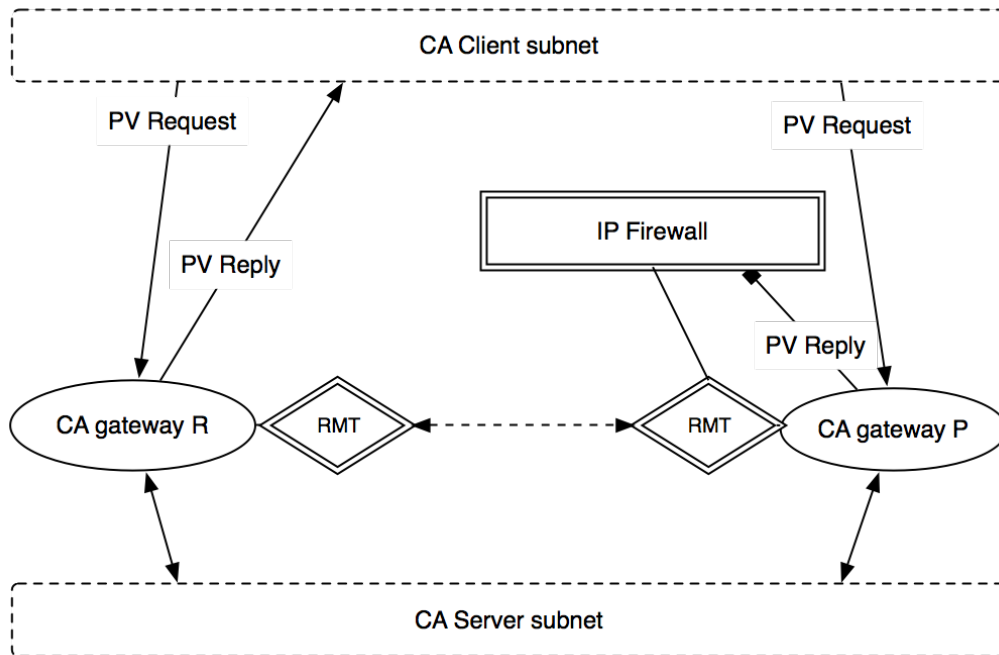 CA Client subnet
PV Request
PV Request
IP Firewall
PV Reply
PV Reply
CA gateway R
RMT
RMT
CA gateway P
CA Server subnet